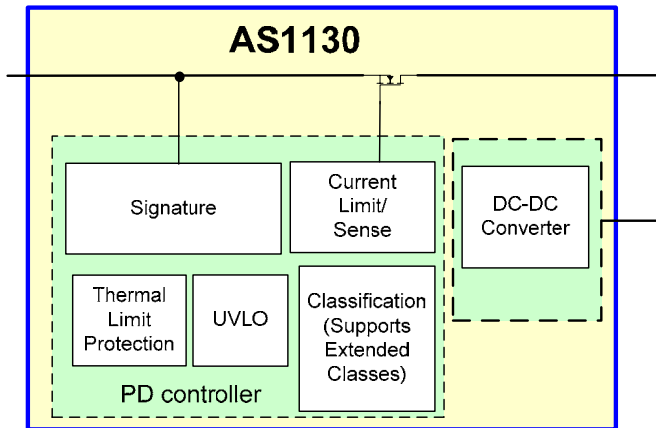 AS1130
Signature
Current
Limit/
Sense
DC-DC
Converter
Thermal
Limit
Protection
UVLO
Classification
(Supports
Extended
Classes)
PD controller